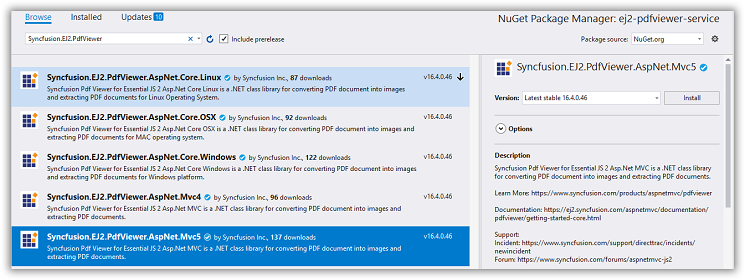 Browse Installed Updates 10
NuGet Package Manager: ej2-pdfviewer-service
Syncfusion.EJ2.PdfViewer
Include prerelease
Package source: NuGet.org
Syncfusion.EJ2.PdfViewer.AspNet.Core.Linux by Syncfusion Inc., 87 downloads v16.4.0.46
Syncfusion Pdf Viewer for Essential JS 2 AspNet Core Linux is a .NET class library for converting PDF document into images
and extracting PDF documents for Linux Operating System.
Syncfusion.EJ2.PdfViewer.AspNet.Core.OSX by Syncfusion Inc., 92 downloads v16.4.0.46
Syncfusion Pdf Viewer for Essential JS 2 AspNet Core OSX is a .NET class library for converting PDF document into images and
extracting PDF documents for MAC operating system.
Syncfusion.EJ2.PdfViewer.AspNet.Core.Windows by Syncfusion Inc., 122 downloads v16.4.0.46
Syncfusion Pdf Viewer for Essential JS 2 AspNet Core Windows is a .NET class library for converting PDF document into images
and extracting PDF documents for Windows platform.
Syncfusion.EJ2.PdfViewer.AspNet.Mvc4 by Syncfusion Inc., 96 downloads v16.4.0.46
Syncfusion Pdf Viewer for Essential JS 2 Asp.Net MVC is a .NET class library for converting PDF document into images and
extracting PDF documents.
Syncfusion.EJ2.PdfViewer.AspNet.Mvc5 by Syncfusion Inc., 137 downloads v16.4.0.46
Syncfusion Pdf Viewer for Essential JS 2 Asp.Net MVC is a .NET class library for converting PDF document into images and
extracting PDF documents.
Syncfusion.EJ2.PdfViewer.AspNet.Mvc5
Version: Latest stable 16.4.0.46 Install
Options
Description
Syncfusion Pdf Viewer for Essential JS 2 Asp.Net MVC is a .NET class library
for converting PDF document into images and extracting PDF documents.
Learn More: https://www.syncfusion.com/products/aspnetmvc/pdfviewer
Documentation: https://ej2.syncfusion.com/aspnetmvc/documentation/
pdfviewer/getting-started-core.html
Support:
Incident: https://www.syncfusion.com/support/directtrac/incidents/
newincident
Forum: https://www.syncfusion.com/forums/aspnetmvc-js2